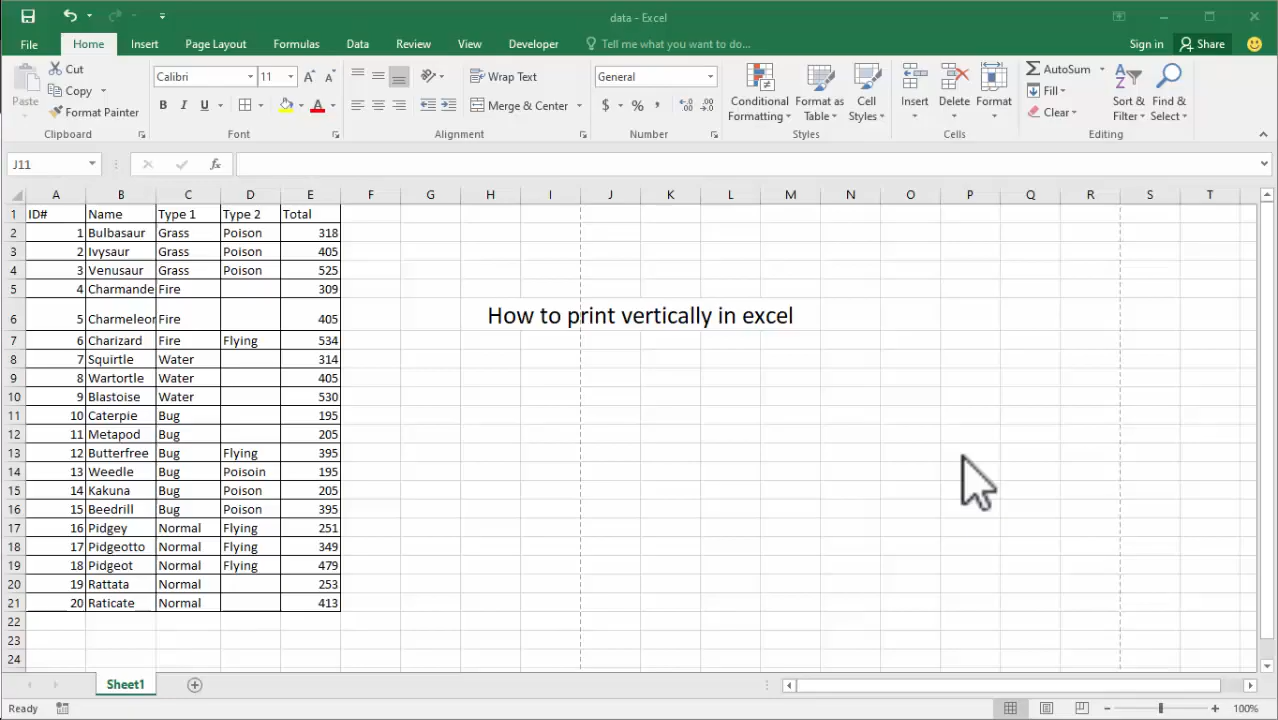 data - Excel
File Home Insert Page Layout Formulas Data Review View Developer Tell me what you want to do... Sign in Share
Paste Cut Copy Format Painter Clipboard
Calibri 11 A A B I U A Font
Wrap Text Merge & Center Alignment
General $ % , .0 .00 Number
Conditional Formatting Format as Table Cell Styles Styles
Insert Delete Format Cells
AutoSum Fill Clear Sort & Filter Find & Select Editing
J11 fx
A B C D E F G H I J K L M N O P Q R S T
1 ID# Name Type 1 Type 2 Total
2 1 Bulbasaur Grass Poison 318
3 2 Ivysaur Grass Poison 405
4 3 Venusaur Grass Poison 525
5 4 Charmande Fire 309
6 5 Charmeleon Fire 405 How to print vertically in excel
7 6 Charizard Fire Flying 534
8 7 Squirtle Water 314
9 8 Wartortle Water 405
10 9 Blastoise Water 530
11 10 Caterpie Bug 195
12 11 Metapod Bug 205
13 12 Butterfree Bug Flying 395
14 13 Weedle Bug Poisoin 195
15 14 Kakuna Bug Poison 205
16 15 Beedrill Bug Poison 395
17 16 Pidgey Normal Flying 251
18 17 Pidgeotto Normal Flying 349
19 18 Pidgeot Normal Flying 479
20 19 Rattata Normal 253
21 20 Raticate Normal 413
22
23
24
Sheet1
Ready 100%